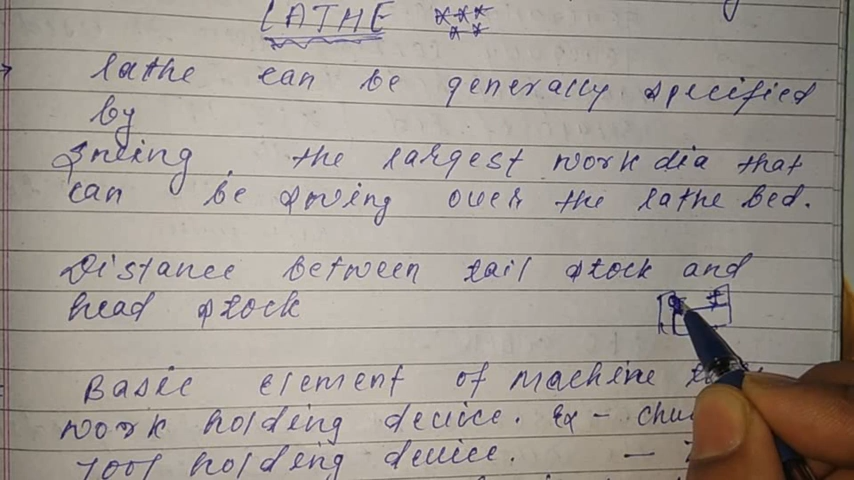 LATHE
lathe can be generally specified
by
Swing, the largest work dia that
can be swing over the lathe bed.
Distance between tail stock and
head stock
Basic element of machine
work holding device. Ex - chu
Tool holding device. -